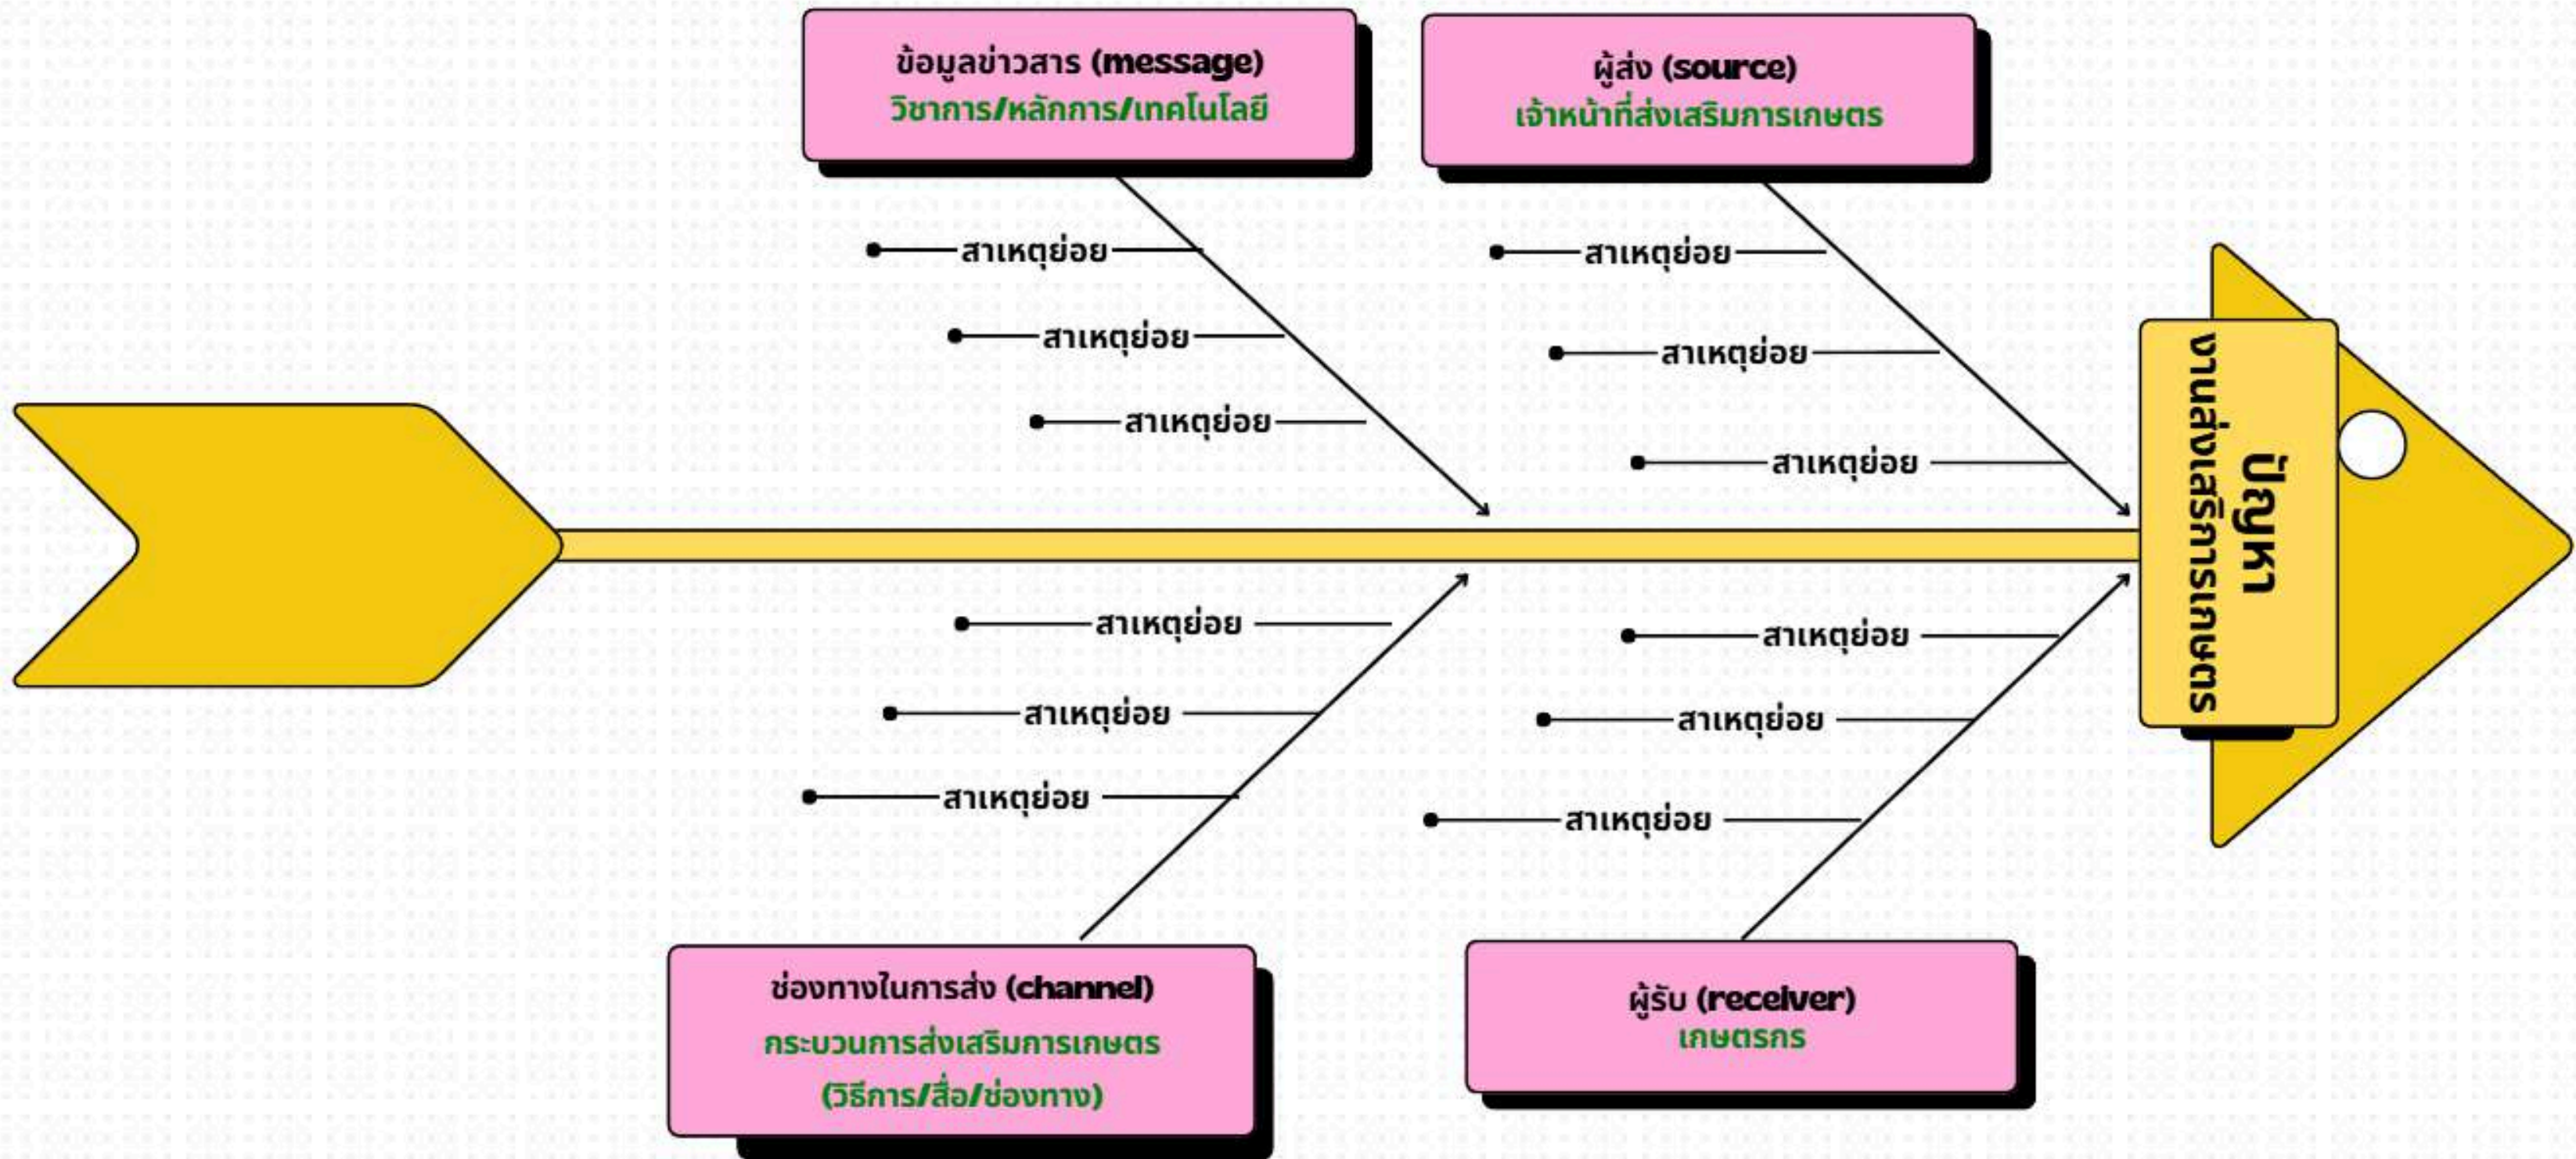 ข้อมูลข่าวสาร (message)
วิชาการ/หลักการ/เทคโนโลยี
ผู้ส่ง (source)
เจ้าหน้าที่ส่งเสริมการเกษตร
สาเหตุย่อย
สาเหตุย่อย
สาเหตุย่อย
สาเหตุย่อย
สาเหตุย่อย
สาเหตุย่อย
ปัญหา
งานส่งเสริการเกษตร
สาเหตุย่อย
สาเหตุย่อย
สาเหตุย่อย
สาเหตุย่อย
สาเหตุย่อย
สาเหตุย่อย
ช่องทางในการส่ง (channel)
กระบวนการส่งเสริมการเกษตร
(วิธีการ/สื่อ/ช่องทาง)
ผู้รับ (receiver)
เกษตรกร